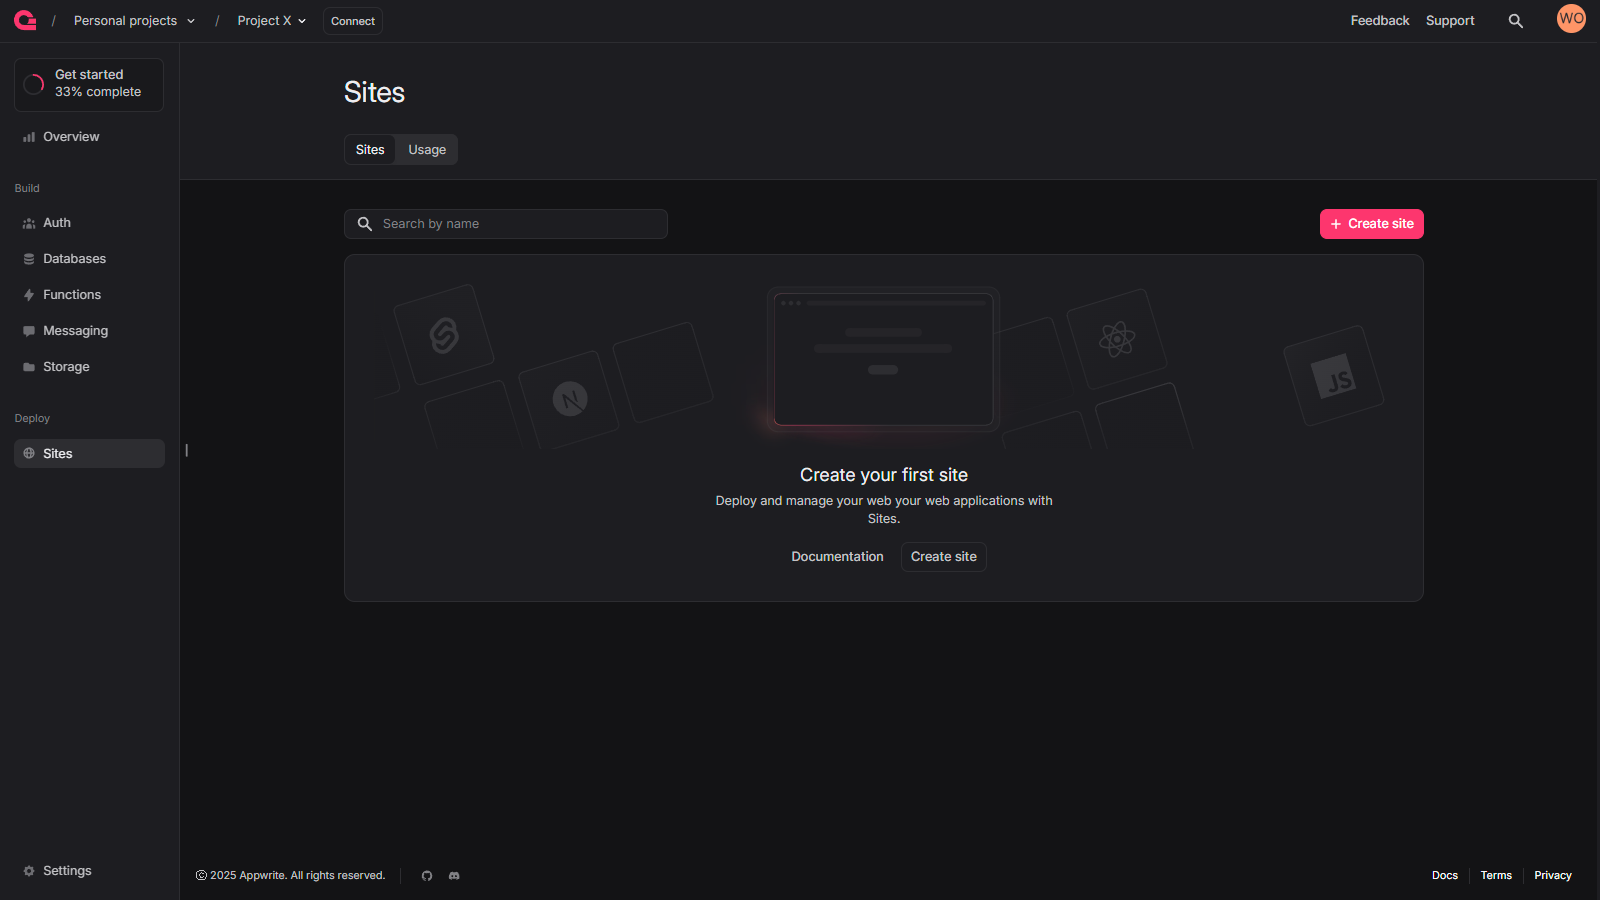 / Personal projects / Project X Connect Feedback Support WO
Get started
33% complete
Overview
Build
Auth
Databases
Functions
Messaging
Storage
Deploy
Sites
Settings
Sites
Sites Usage
Search by name
+ Create site
N
JS
Create your first site
Deploy and manage your web your web applications with
Sites.
Documentation Create site
© 2025 Appwrite. All rights reserved.
Docs Terms Privacy